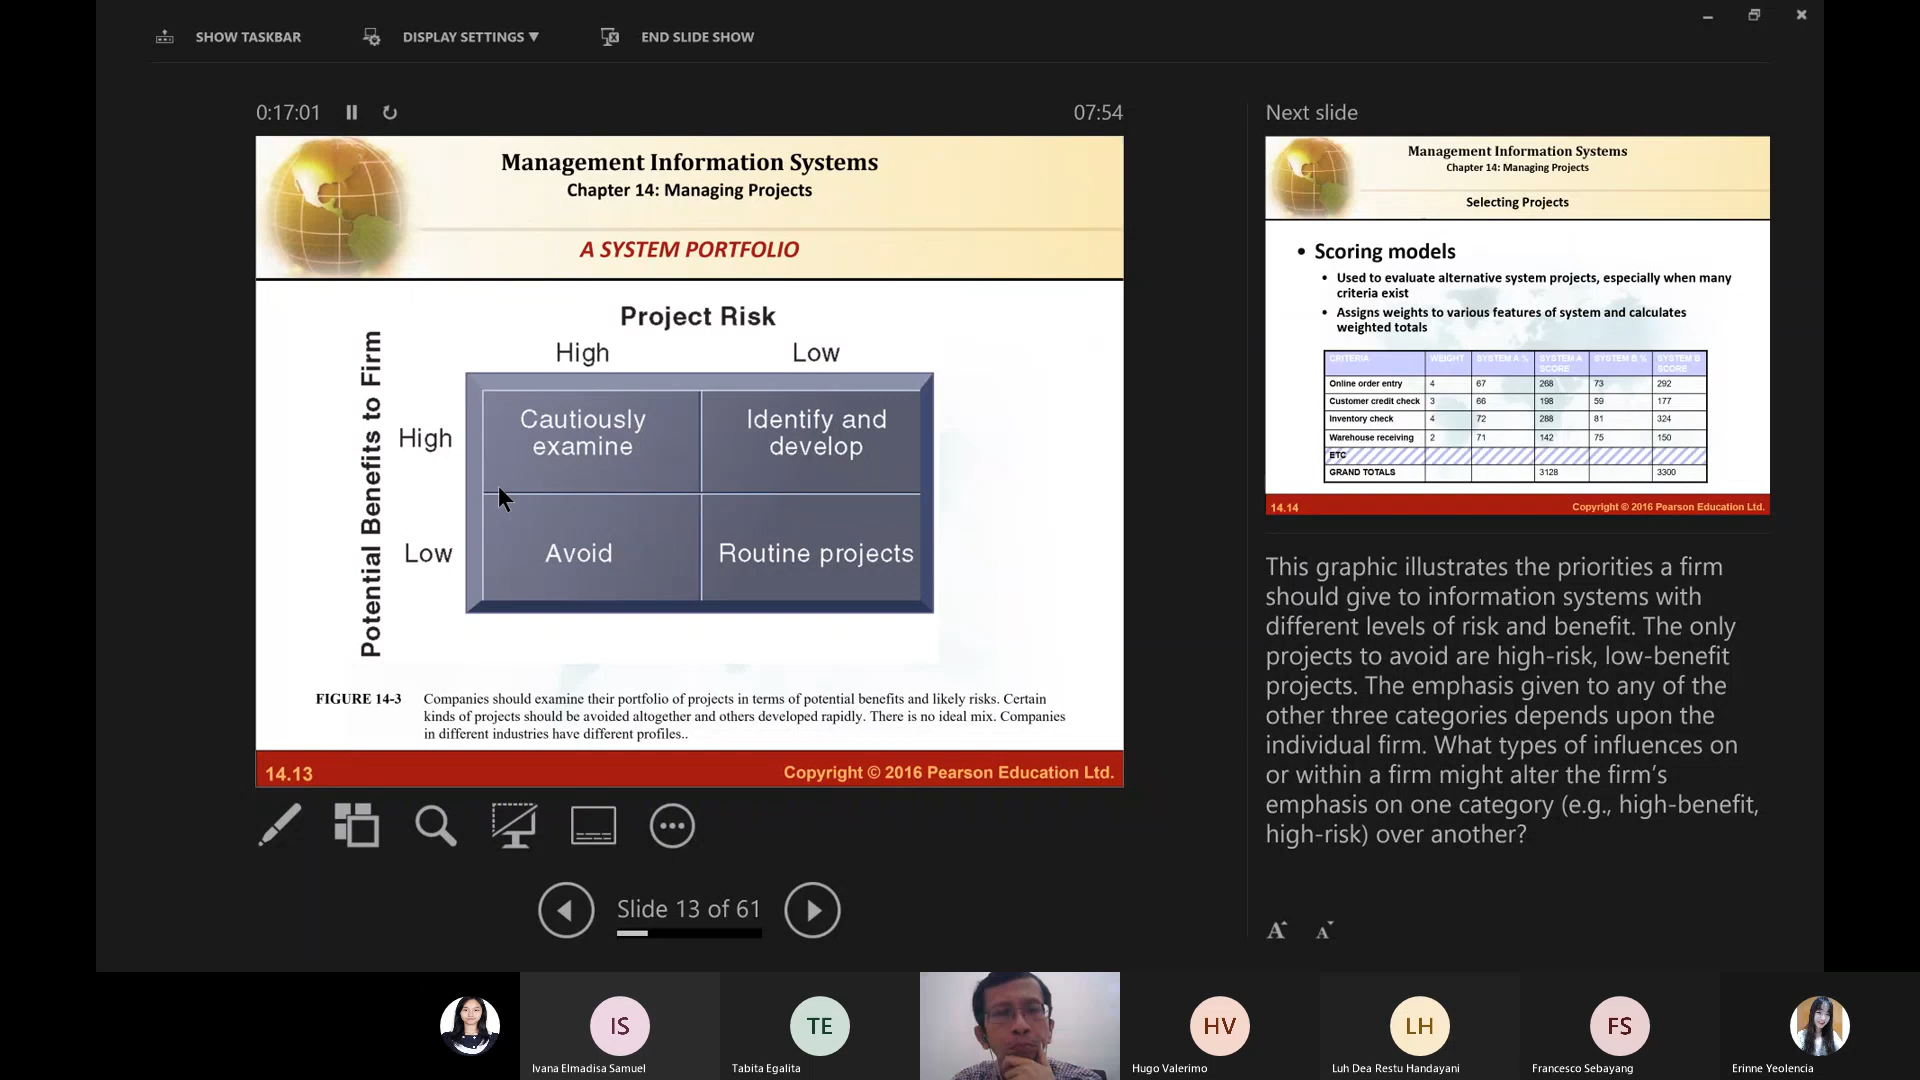 SHOW TASKBAR
DISPLAY SETTINGS ▼
END SLIDE SHOW
0:17:01
07:54
Management Information Systems
Chapter 14: Managing Projects
A SYSTEM PORTFOLIO
Project Risk
High Low
Potential Benefits to Firm
High
Cautiously
examine
Identify and
develop
Low
Avoid
Routine projects
FIGURE 14-3 Companies should examine their portfolio of projects in terms of potential benefits and likely risks. Certain
kinds of projects should be avoided altogether and others developed rapidly. There is no ideal mix. Companies
in different industries have different profiles..
14.13
Copyright © 2016 Pearson Education Ltd.
Slide 13 of 61
Next slide
Management Information Systems
Chapter 14: Managing Projects
Selecting Projects
• Scoring models
• Used to evaluate alternative system projects, especially when many
criteria exist
• Assigns weights to various features of system and calculates
weighted totals
CRITERIA WEIGHT SYSTEM A % SYSTEM A SCORE SYSTEM B % SYSTEM B SCORE
Online order entry 4 67 268 73 292
Customer credit check 3 66 198 59 177
Inventory check 4 72 288 81 324
Warehouse receiving 2 71 142 75 150
ETC
GRAND TOTALS 3128 3300
14.14
Copyright © 2016 Pearson Education Ltd.
This graphic illustrates the priorities a firm
should give to information systems with
different levels of risk and benefit. The only
projects to avoid are high-risk, low-benefit
projects. The emphasis given to any of the
other three categories depends upon the
individual firm. What types of influences on
or within a firm might alter the firm's
emphasis on one category (e.g., high-benefit,
high-risk) over another?
A A
IS
TE
HV
LH
FS
Ivana Elmadisa Samuel
Tabita Egalita
Hugo Valerimo
Luh Dea Restu Handayani
Francesco Sebayang
Erinne Yeolencia